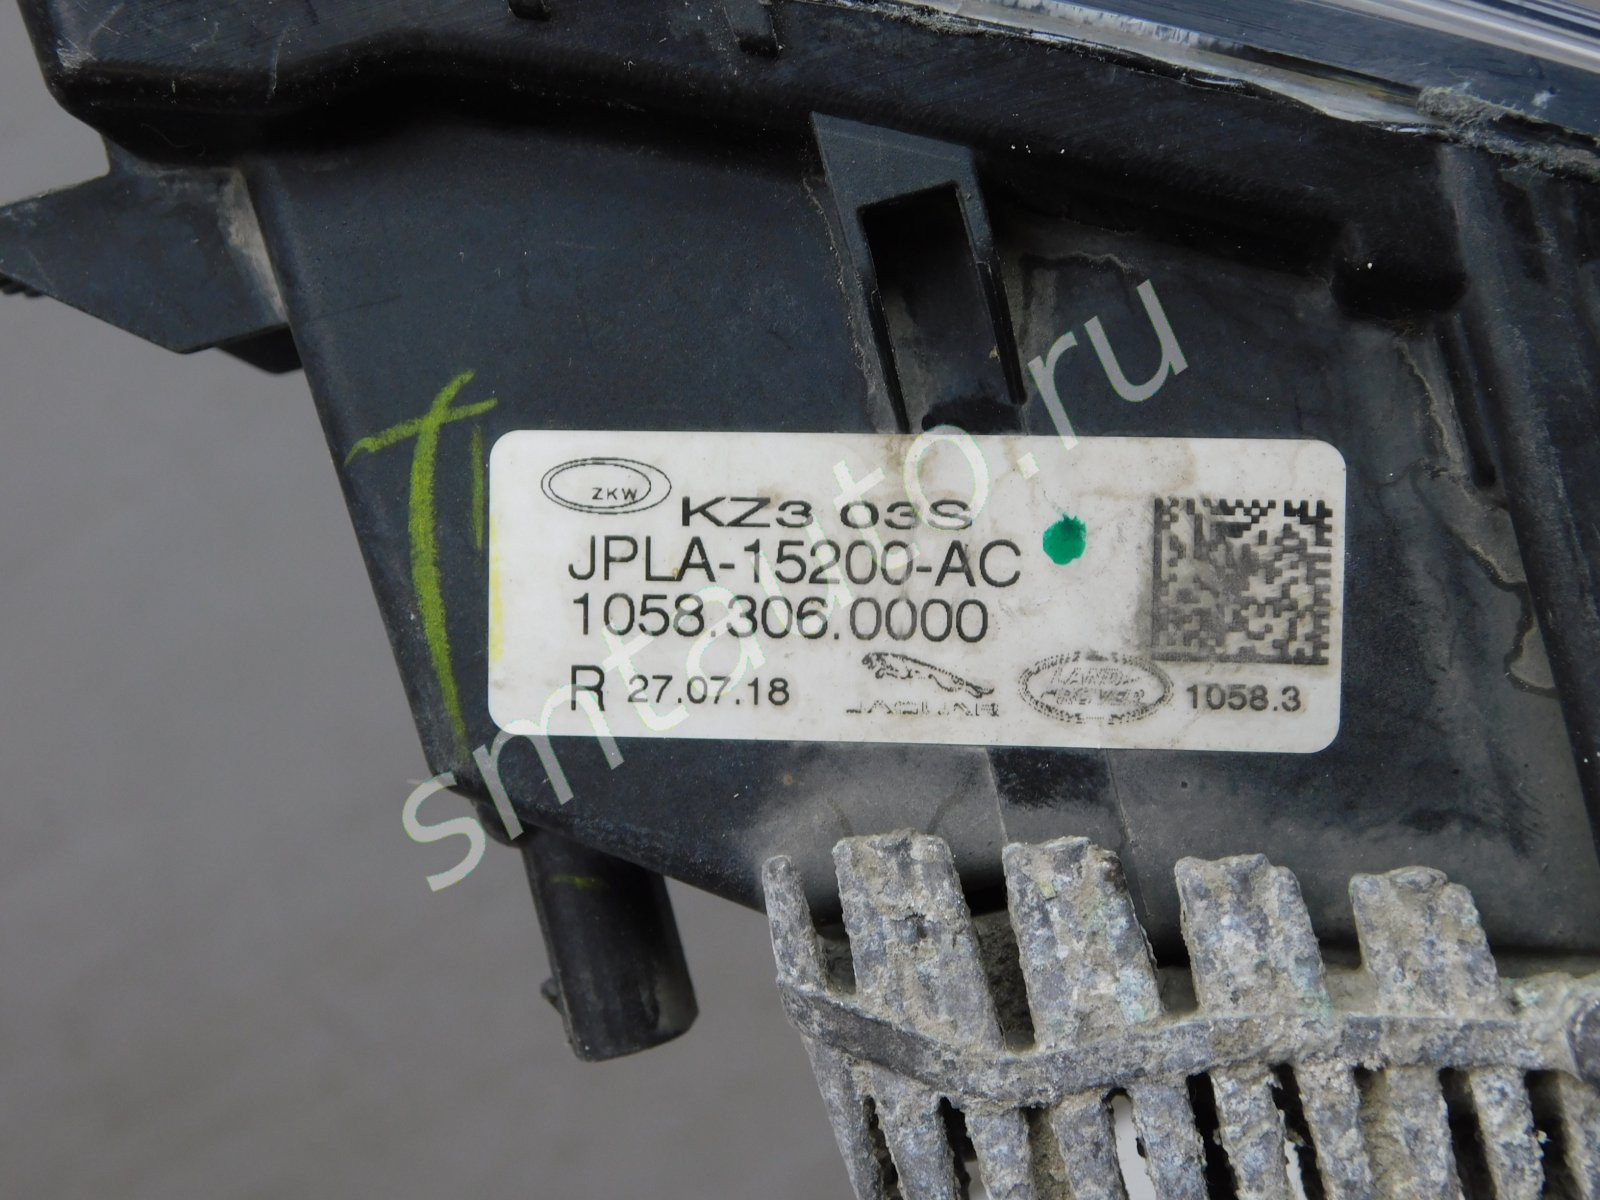 ZKW
KZ3 03S
JPLA-15200-AC
1058.306.0000
R 27.07.18
JAGUAR
LAND ROVER
1058.3
smtauto.ru